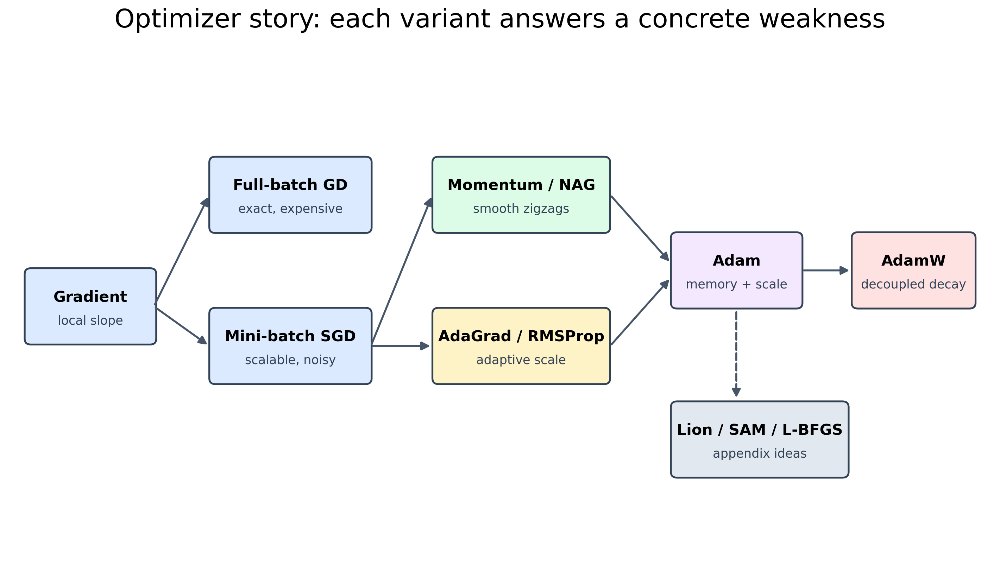 Optimizer story: each variant answers a concrete weakness
Gradient
local slope
Full-batch GD
exact, expensive
Mini-batch SGD
scalable, noisy
Momentum / NAG
smooth zigzags
AdaGrad / RMSProp
adaptive scale
Adam
memory + scale
AdamW
decoupled decay
Lion / SAM / L-BFGS
appendix ideas